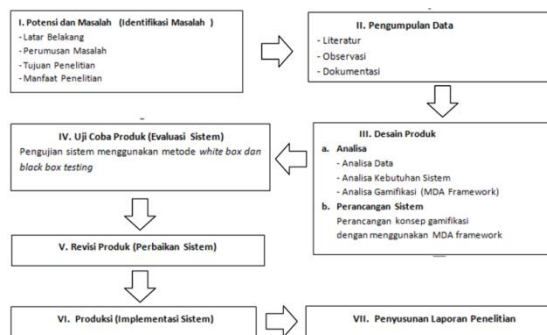 I. Potensi dan Masalah (Identifikasi Masalah )
- Latar Belakang
- Perumusan Masalah
- Tujuan Penelitian
- Manfaat Penelitian
II. Pengumpulan Data
- Literatur
- Observasi
- Dokumentasi
III. Desain Produk
a. Analisa
- Analisa Data
- Analisa Kebutuhan Sistem
- Analisa Gamifikasi (MDA Framework)
b. Perancangan Sistem
Perancangan konsep gamifikasi
dengan menggunakan MDA framework
IV. Uji Coba Produk (Evaluasi Sistem)
Pengujian sistem menggunakan metode white box dan
black box testing
V. Revisi Produk (Perbaikan Sistem)
VI. Produksi (Implementasi Sistem)
VII. Penyusunan Laporan Penelitian